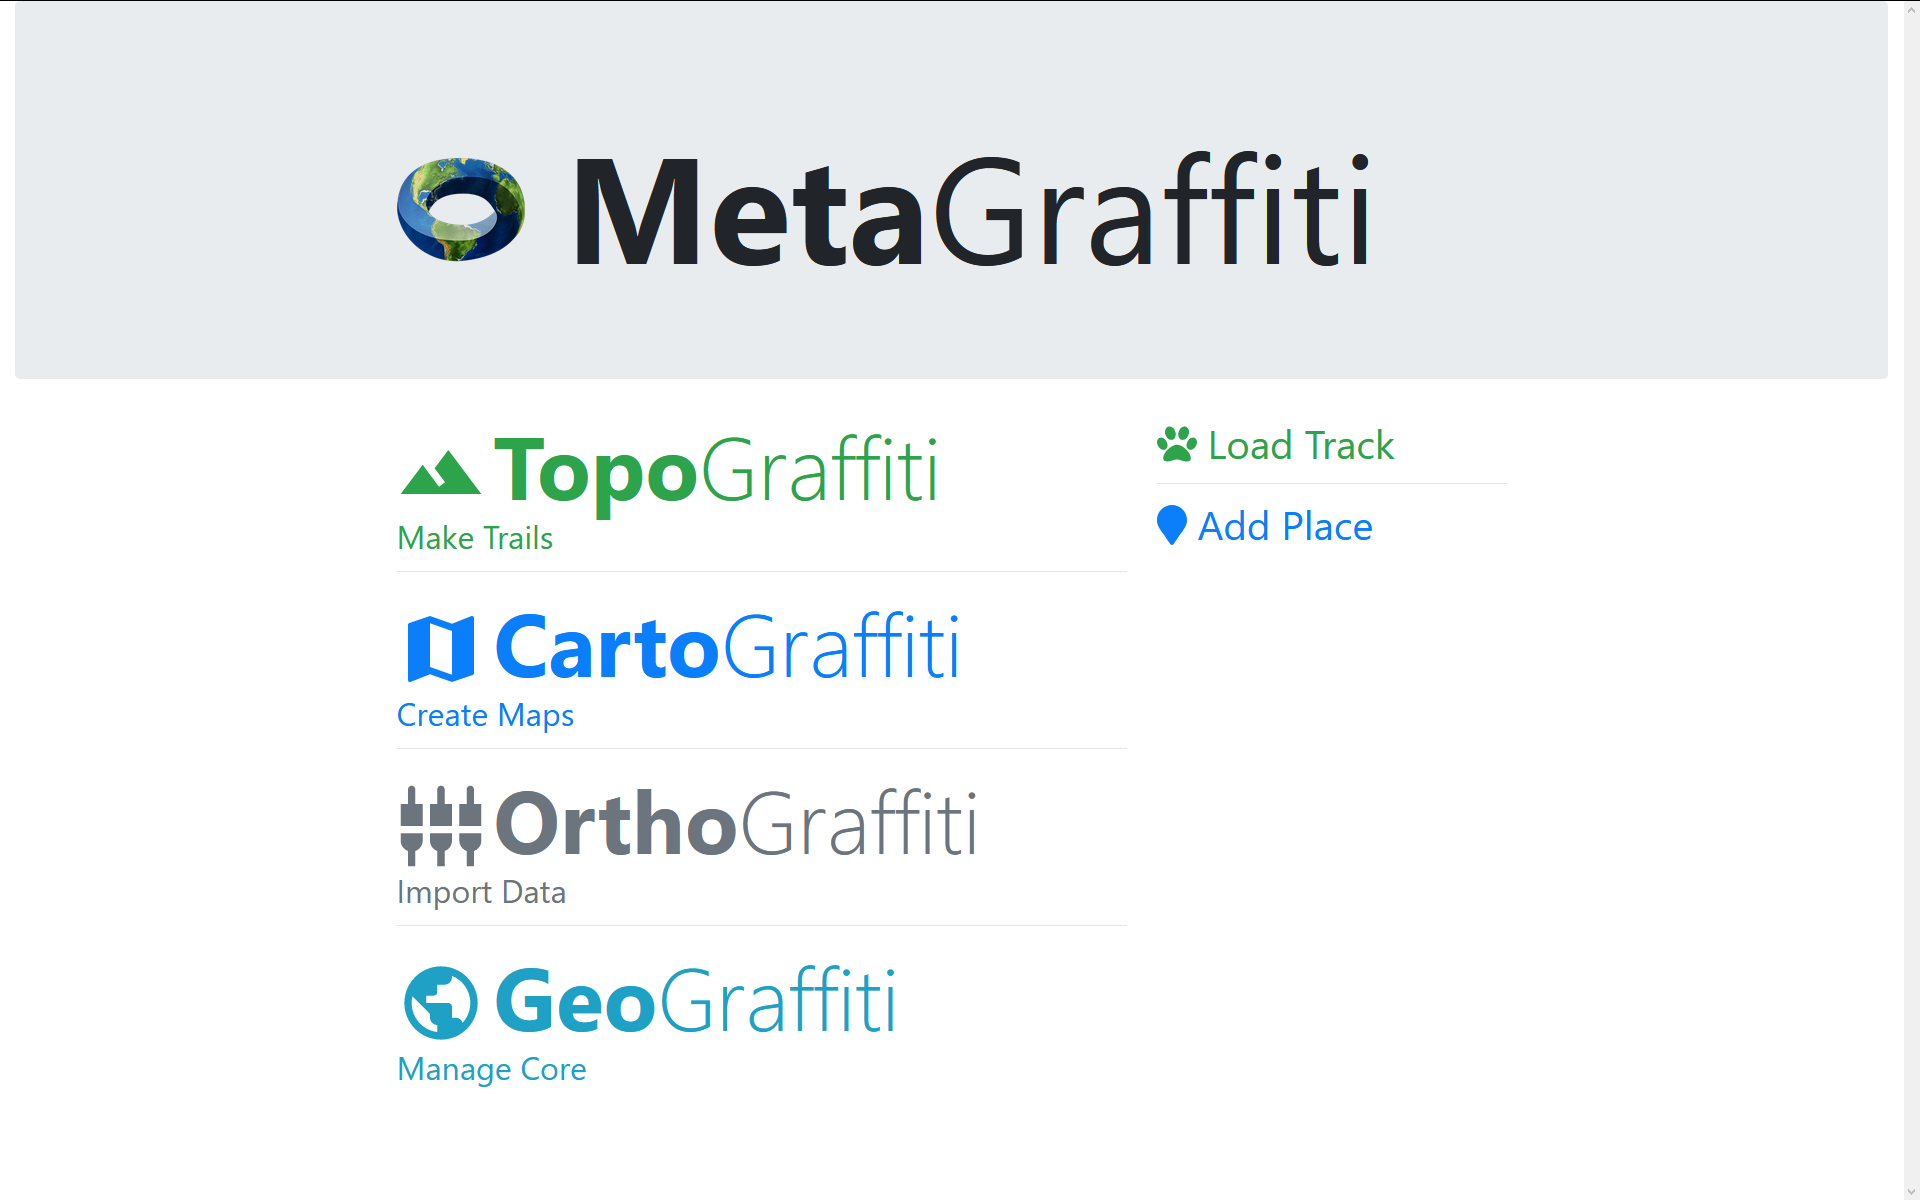 MetaGraffiti
TopoGraffiti
Make Trails
CartoGraffiti
Create Maps
OrthoGraffiti
Import Data
GeoGraffiti
Manage Core
Load Track
Add Place